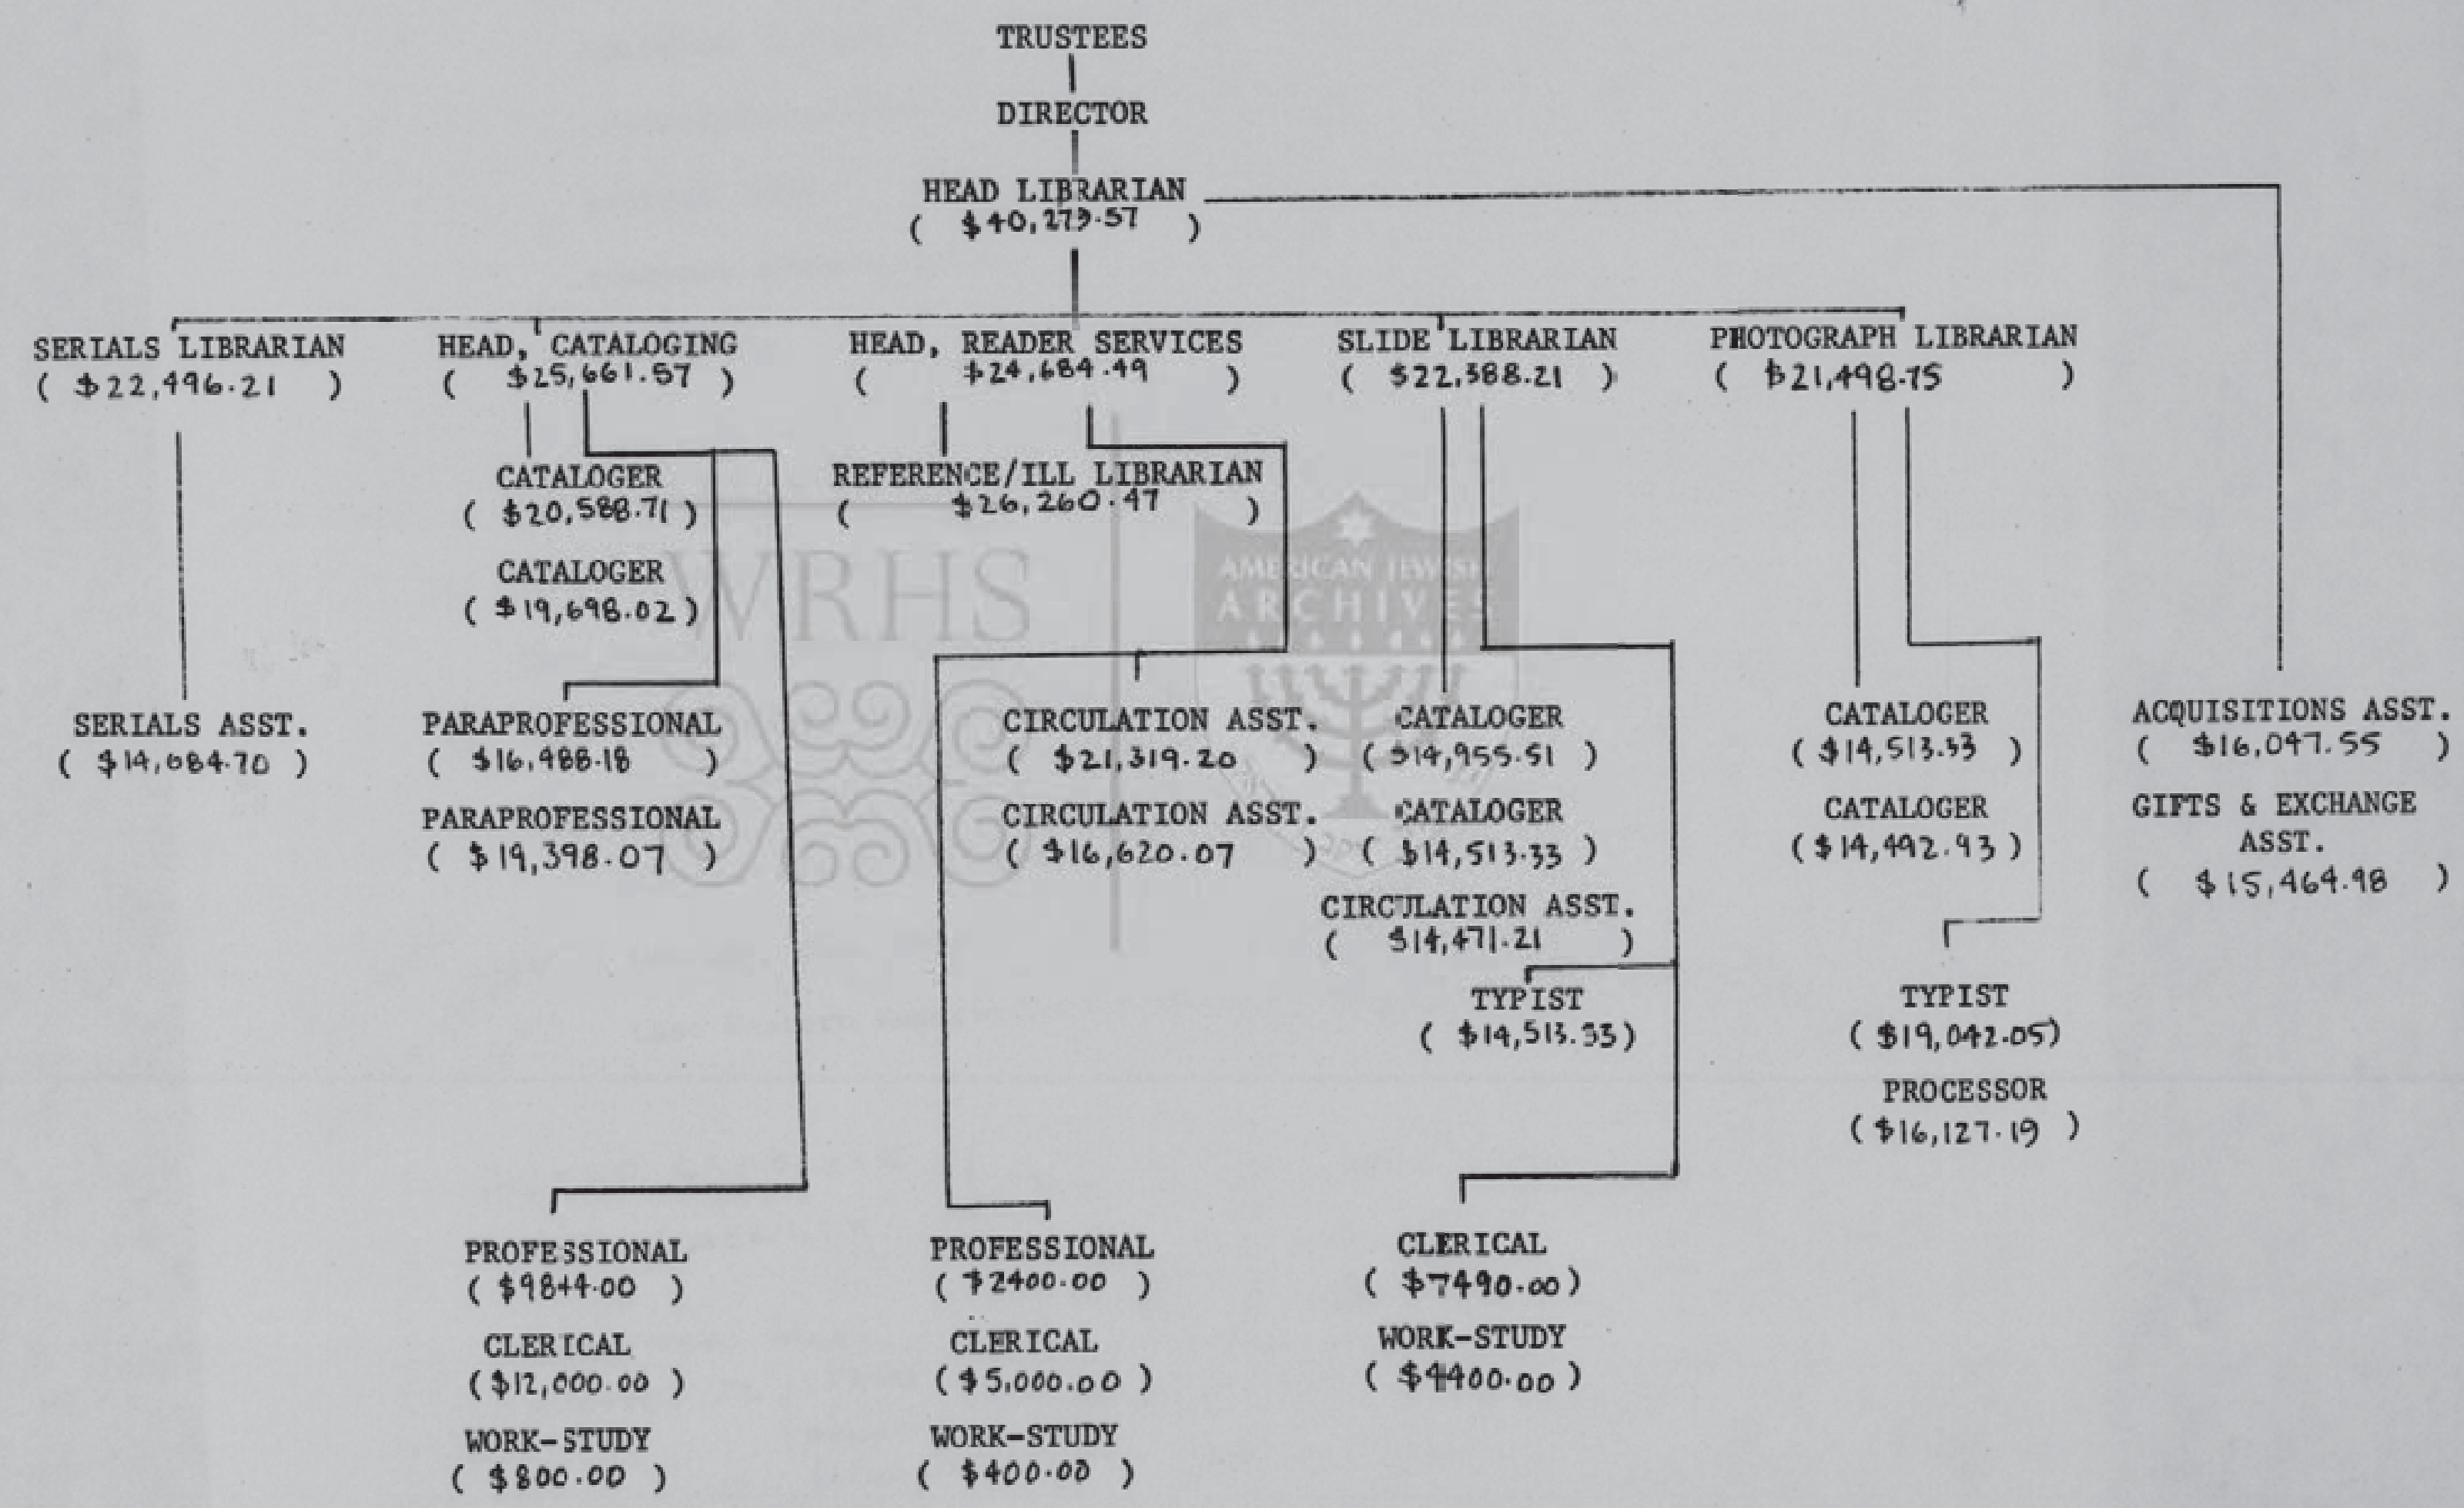 TRUSTEES
DIRECTOR
HEAD LIBRARIAN
( $40,273.57 )
SERIALS LIBRARIAN
( $22,496.21 )
HEAD, CATALOGING
( $25,661.57 )
HEAD, READER SERVICES
( $24,684.49 )
SLIDE LIBRARIAN
( $22,388.21 )
PHOTOGRAPH LIBRARIAN
( $21,498.75 )
CATALOGER
( $20,588.71 )
CATALOGER
( $19,698.02 )
REFERENCE/ILL LIBRARIAN
( $26,260.47 )
WRHS
AMERICAN JEWISH
ARCHIVES
SERIALS ASST.
( $14,684.70 )
PARAPROFESSIONAL
( $16,488.18 )
PARAPROFESSIONAL
( $19,398.07 )
CIRCULATION ASST.
( $21,319.20 )
CIRCULATION ASST.
( $16,620.07 )
CATALOGER
( $14,955.51 )
CATALOGER
( $14,513.33 )
CIRCULATION ASST.
( $14,471.21 )
TYPIST
( $14,513.33)
CATALOGER
( $14,513.33 )
CATALOGER
( $14,492.93 )
TYPIST
( $19,042.05)
PROCESSOR
( $16,127.19 )
ACQUISITIONS ASST.
( $16,047.55 )
GIFTS & EXCHANGE
ASST.
( $15,464.98 )
PROFESSIONAL
( $9844.00 )
CLERICAL
( $12,000.00 )
WORK-STUDY
( $800.00 )
PROFESSIONAL
( $2400.00 )
CLERICAL
( $5,000.00 )
WORK-STUDY
( $400.00 )
CLERICAL
( $7490.00)
WORK-STUDY
( $4400.00 )